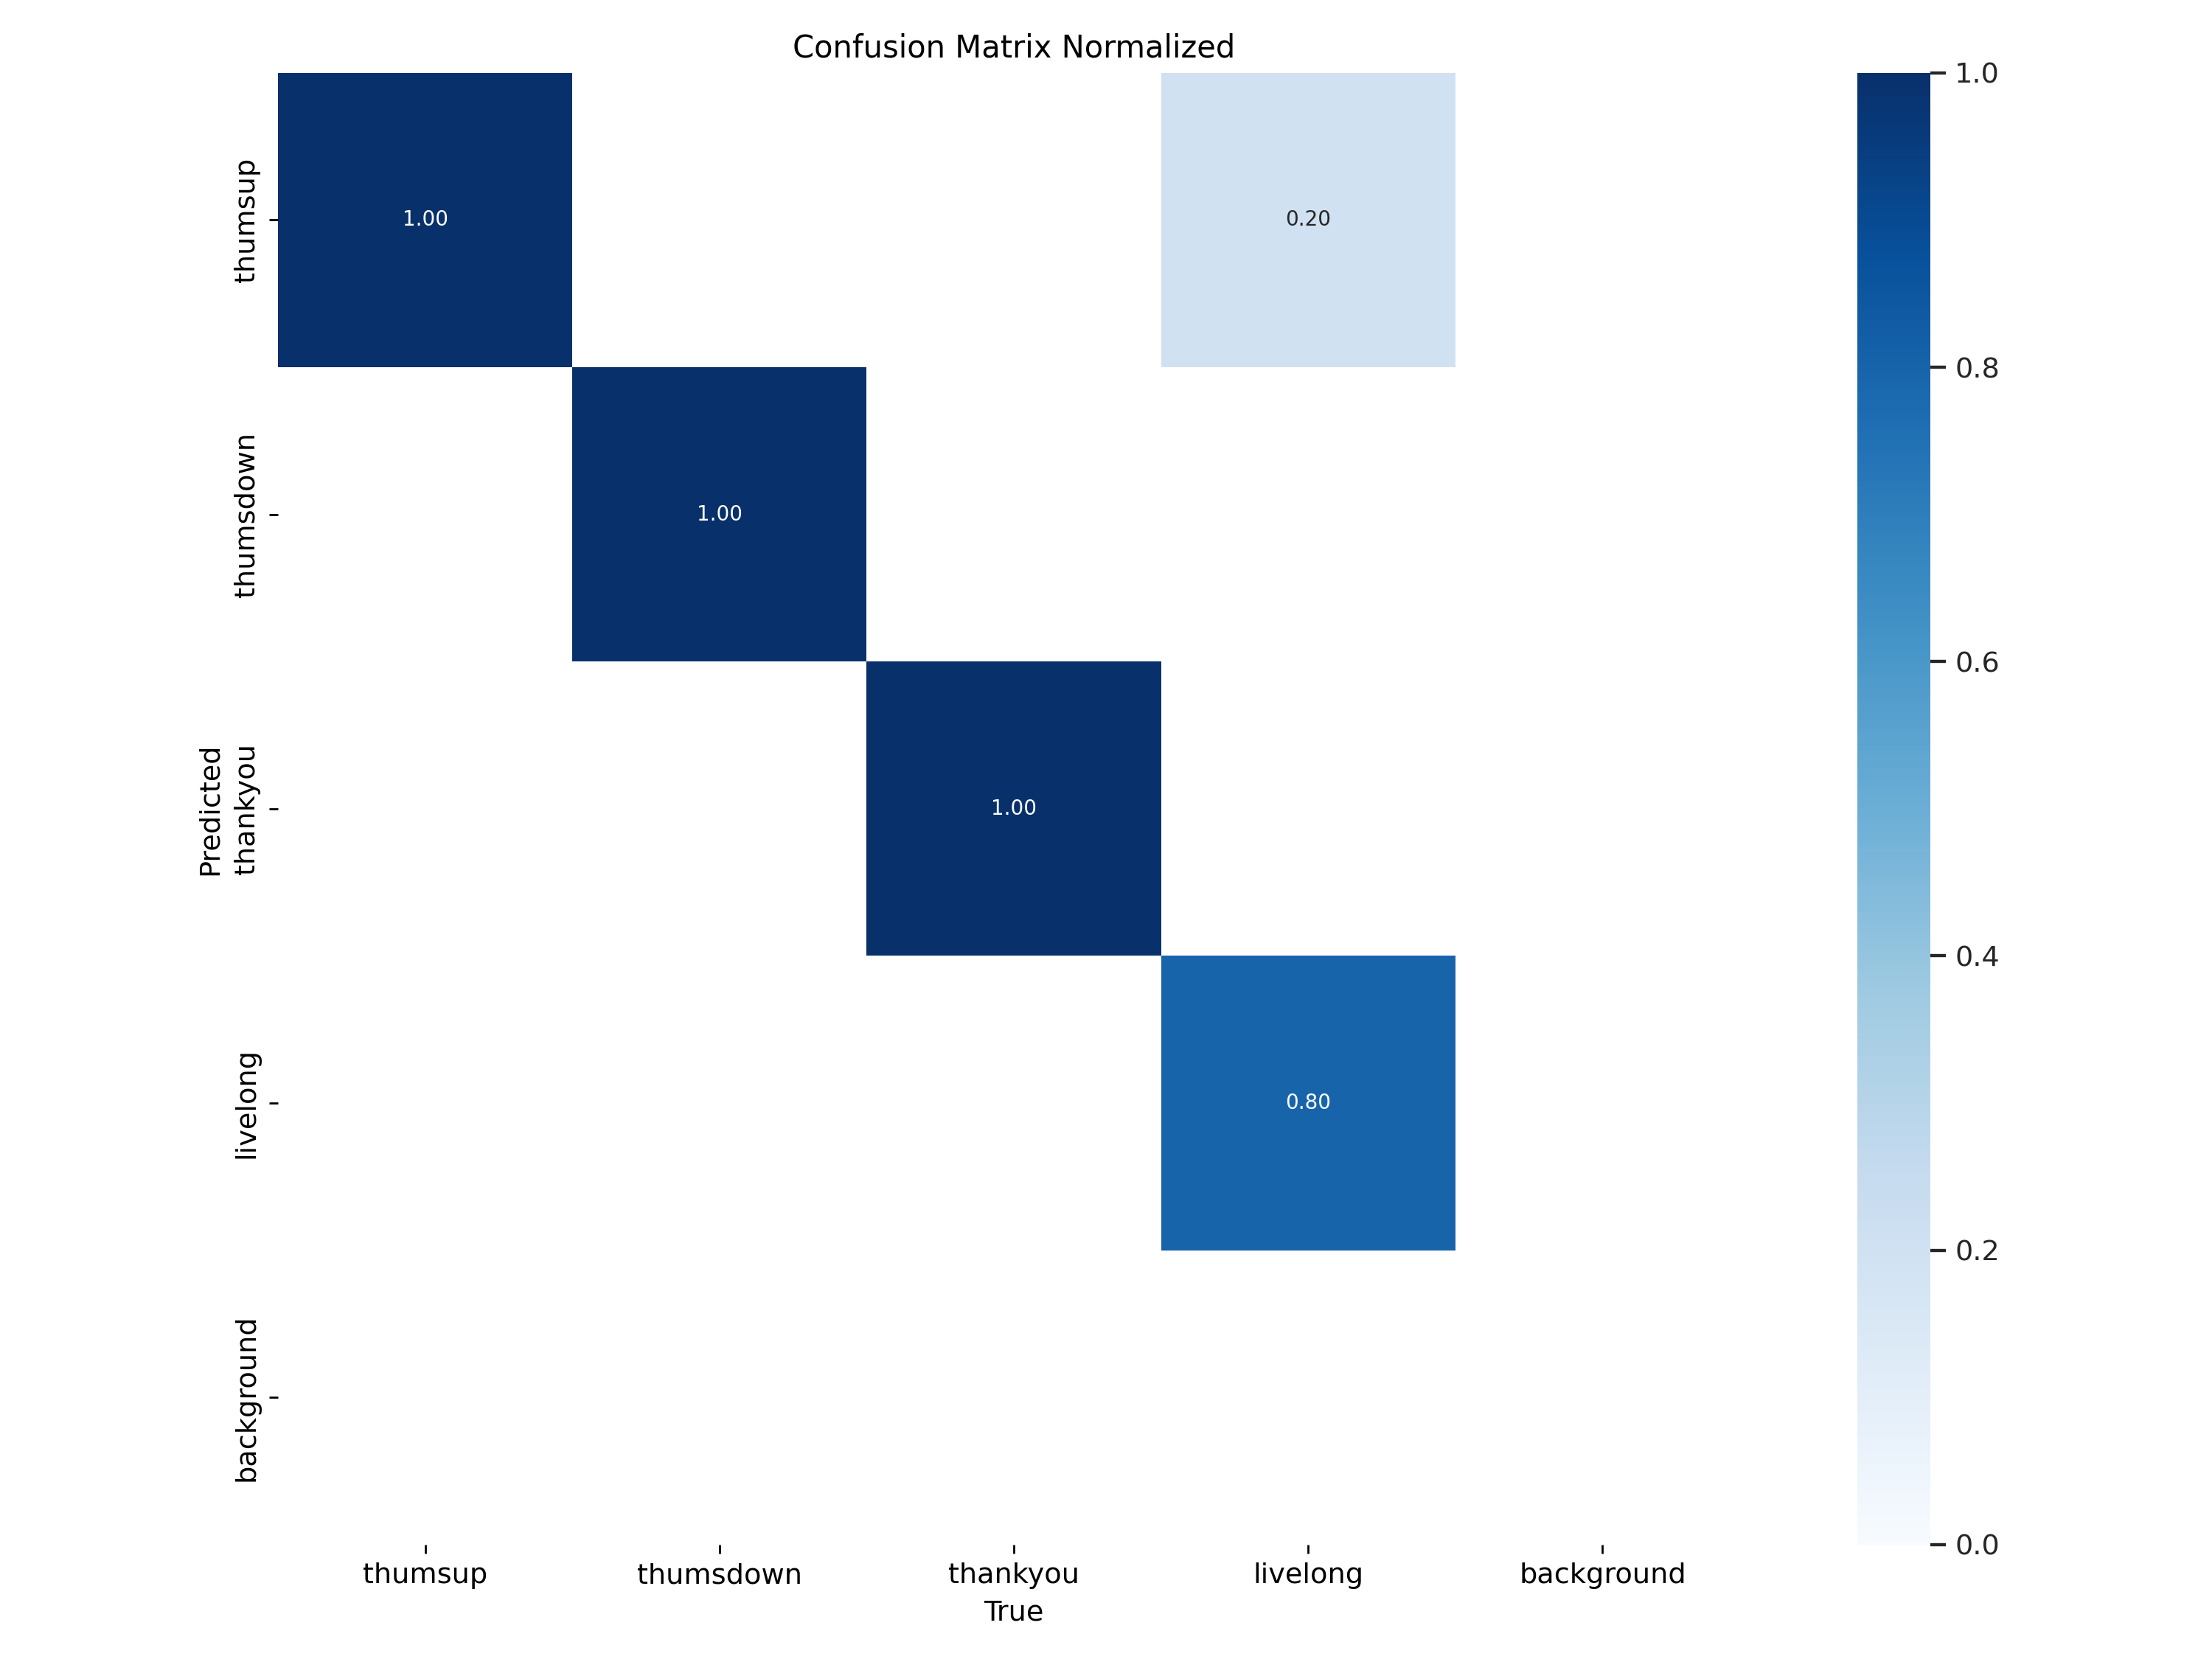 Confusion Matrix Normalized
thumsup
1.00
0.20
thumsdown
1.00
Predicted
thankyou
1.00
livelong
0.80
background
thumsup
thumsdown
thankyou
livelong
background
True
1.0
0.8
0.6
0.4
0.2
0.0